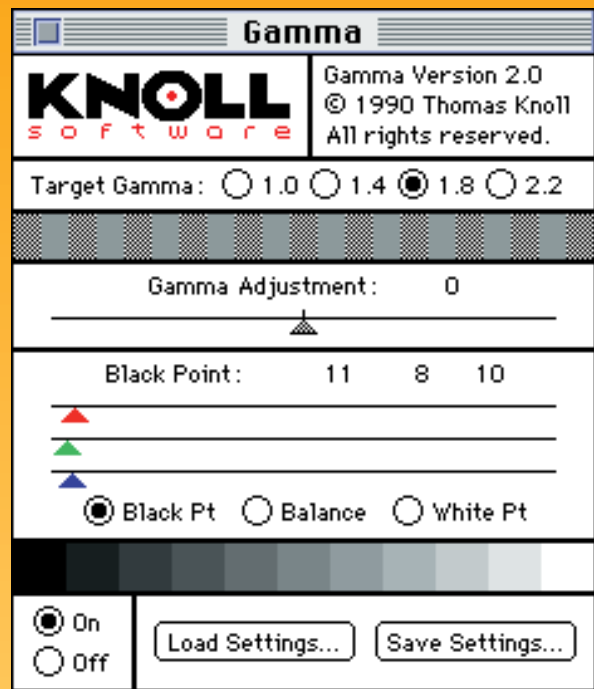 Gamma
KNOLL
software
Gamma Version 2.0
© 1990 Thomas Knoll
All rights reserved.
Target Gamma: 1.0 1.4 1.8 2.2
Gamma Adjustment: 0
Black Point: 11 8 10
Black Pt Balance White Pt
On
Off
Load Settings... Save Settings...